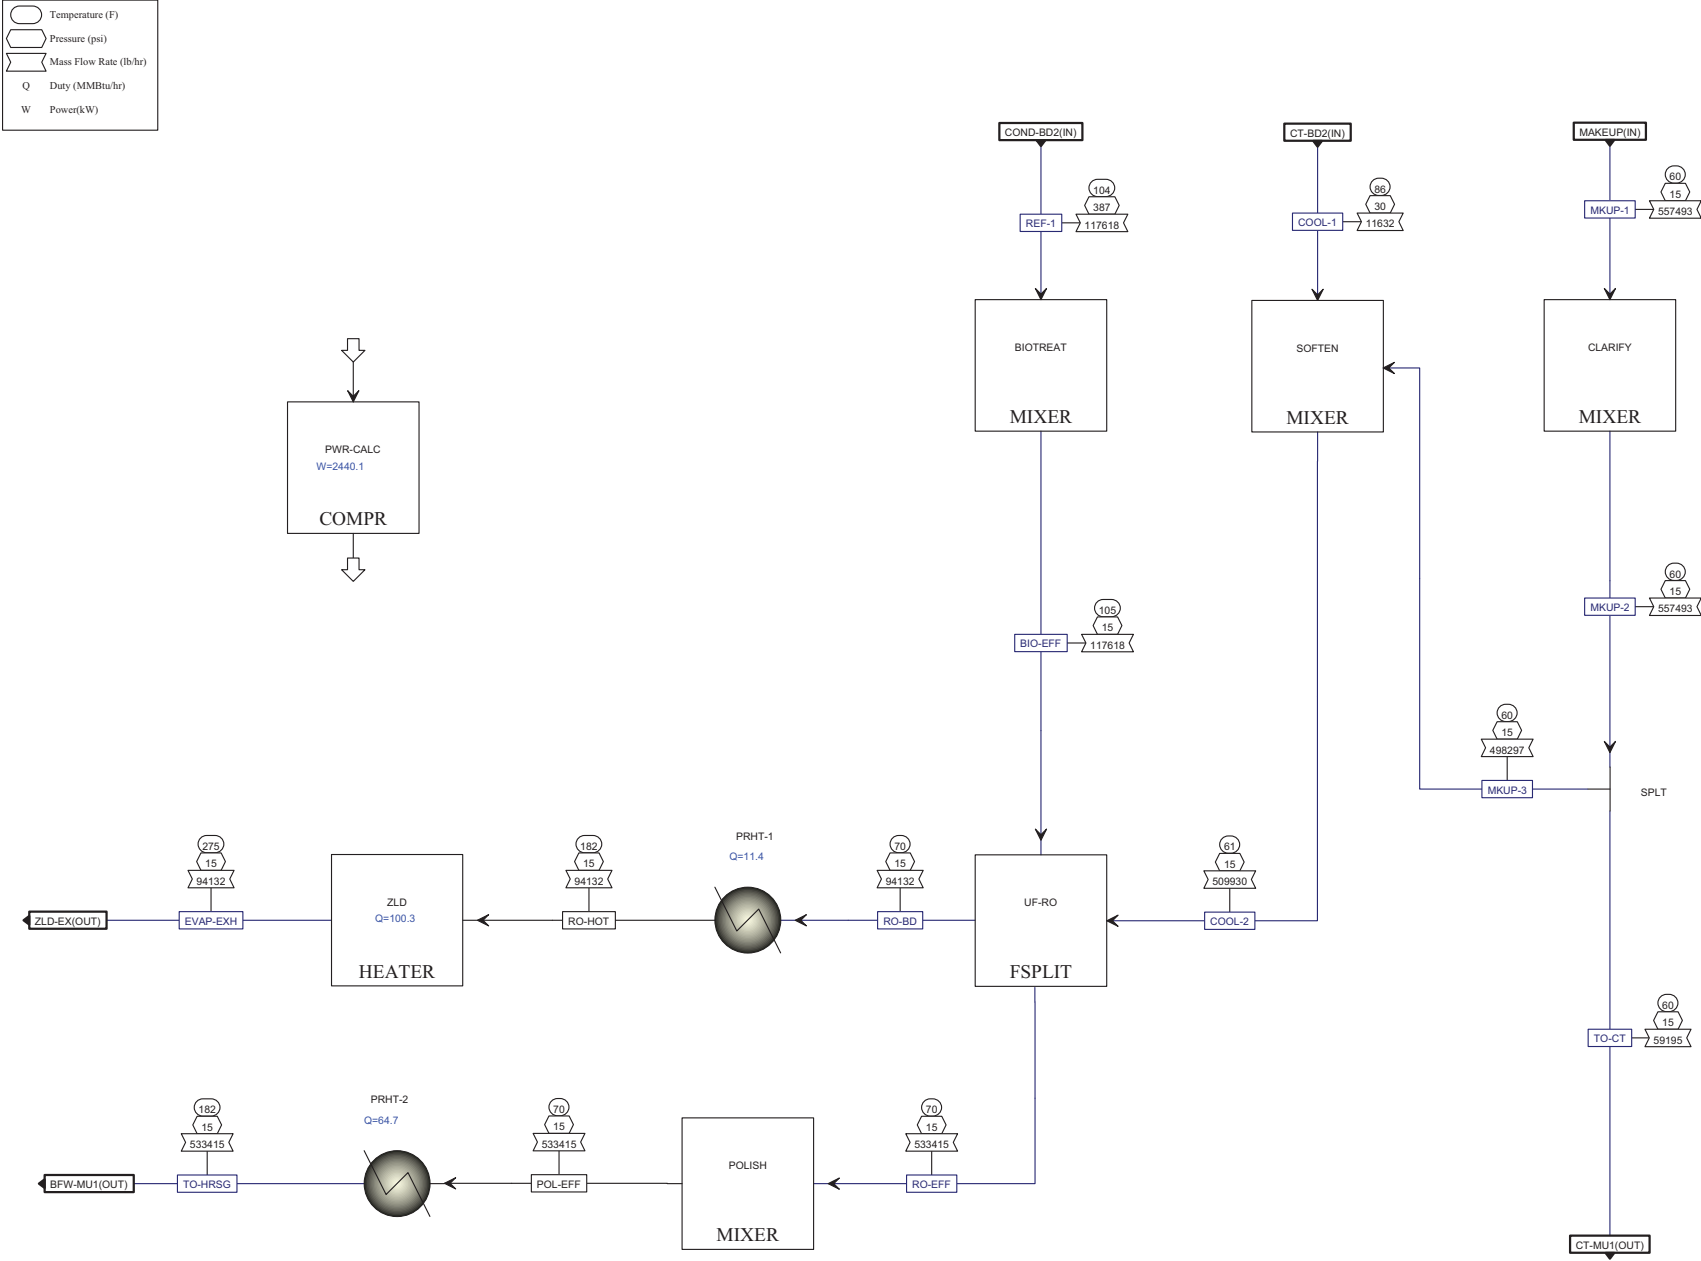 Temperature (F)
Pressure (psi)
Mass Flow Rate (lb/hr)
Q Duty (MMBtu/hr)
W Power(kW)
COND-BD2(IN)
CT-BD2(IN)
MAKEUP(IN)
104
387
REF-1
117618
86
30
COOL-1
11632
60
15
MKUP-1
557493
BIOTREAT
MIXER
SOFTEN
MIXER
CLARIFY
MIXER
PWR-CALC
W=2440.1
COMPR
105
15
BIO-EFF
117618
60
15
MKUP-2
557493
60
15
498297
MKUP-3
SPLT
275
15
94132
EVAP-EXH
ZLD-EX(OUT)
ZLD
Q=100.3
HEATER
182
15
94132
RO-HOT
PRHT-1
Q=11.4
70
15
94132
RO-BD
UF-RO
FSPLIT
61
15
509930
COOL-2
60
15
TO-CT
59195
182
15
533415
TO-HRSG
BFW-MU1(OUT)
PRHT-2
Q=64.7
70
15
533415
POL-EFF
POLISH
MIXER
70
15
533415
RO-EFF
CT-MU1(OUT)